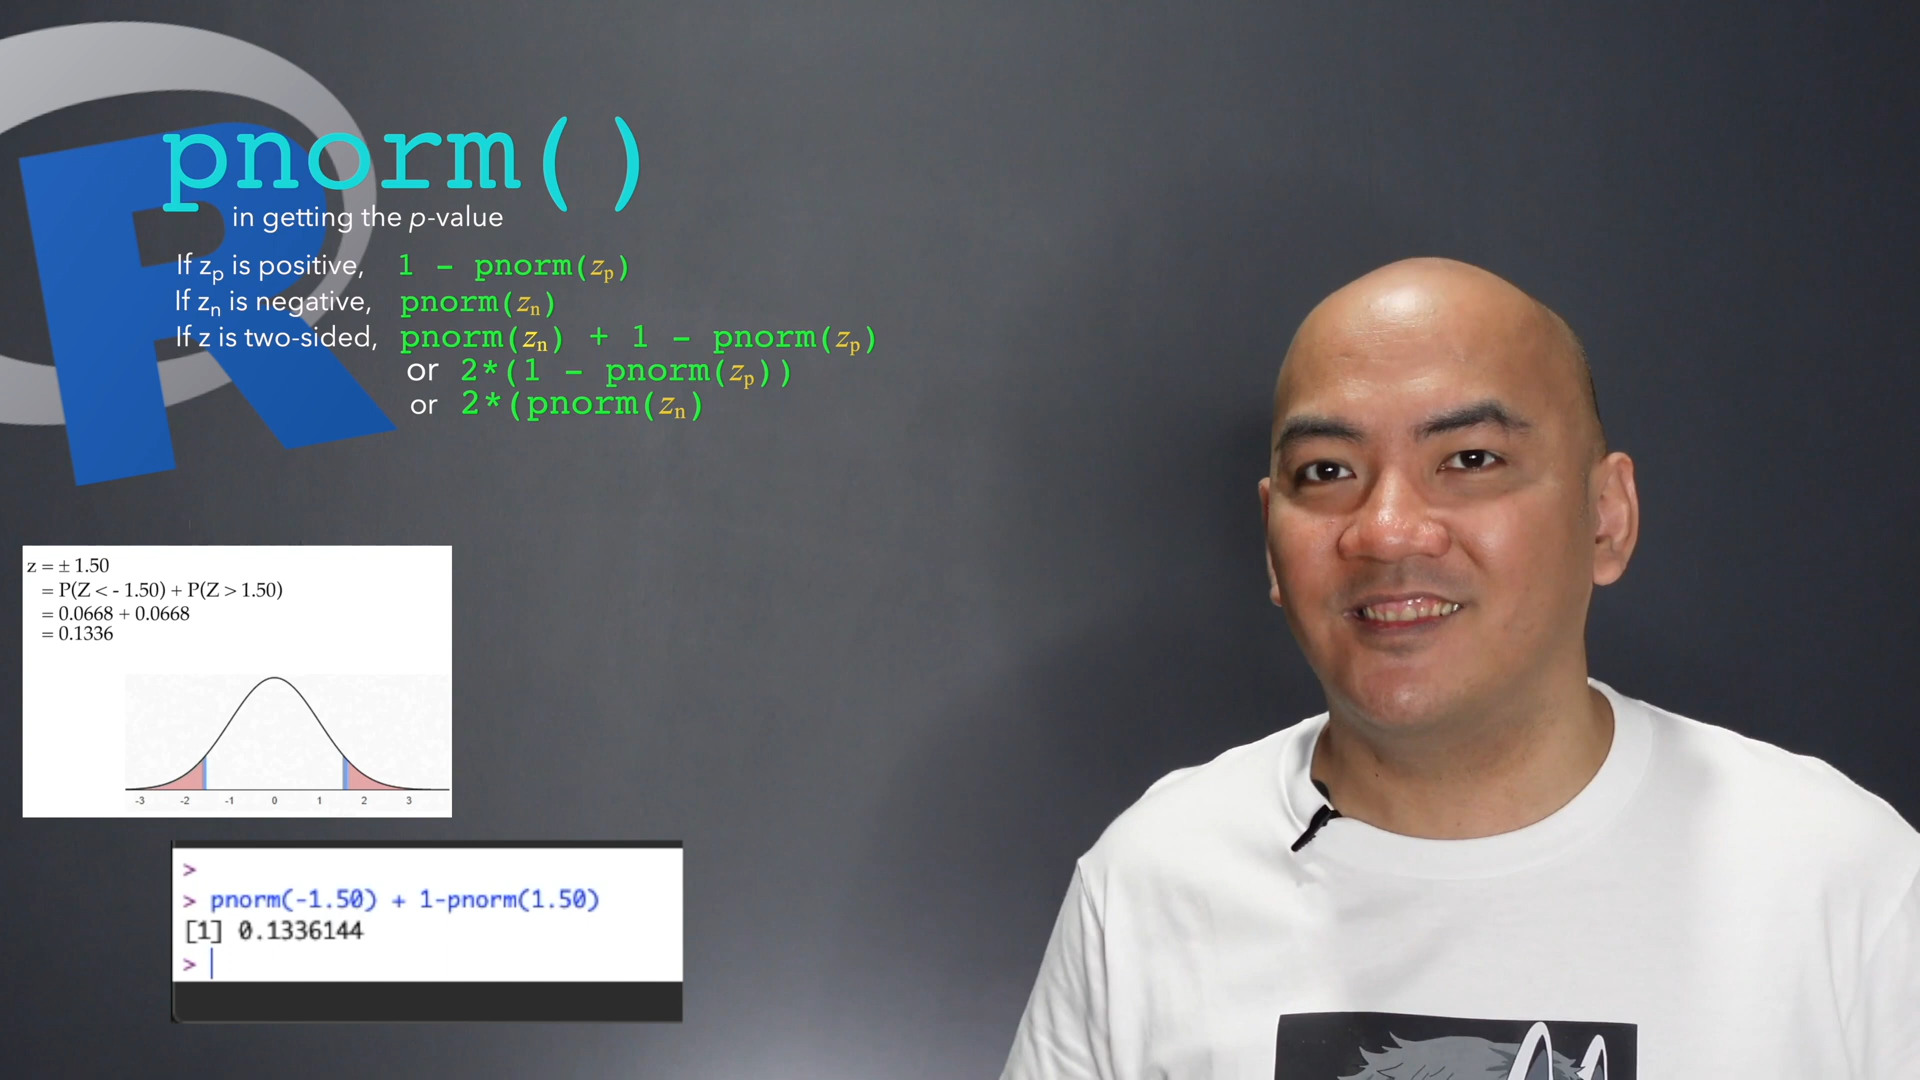 R
pnorm()
in getting the p-value
If zp is positive, 1 - pnorm(zp)
If zn is negative, pnorm(zn)
If z is two-sided, pnorm(zn) + 1 - pnorm(zp)
or 2*(1 - pnorm(zp))
or 2*(pnorm(zn)
z = ± 1.50
= P(Z < - 1.50) + P(Z > 1.50)
= 0.0668 + 0.0668
= 0.1336
-3 -2 -1 0 1 2 3
>
> pnorm(-1.50) + 1-pnorm(1.50)
[1] 0.1336144
>